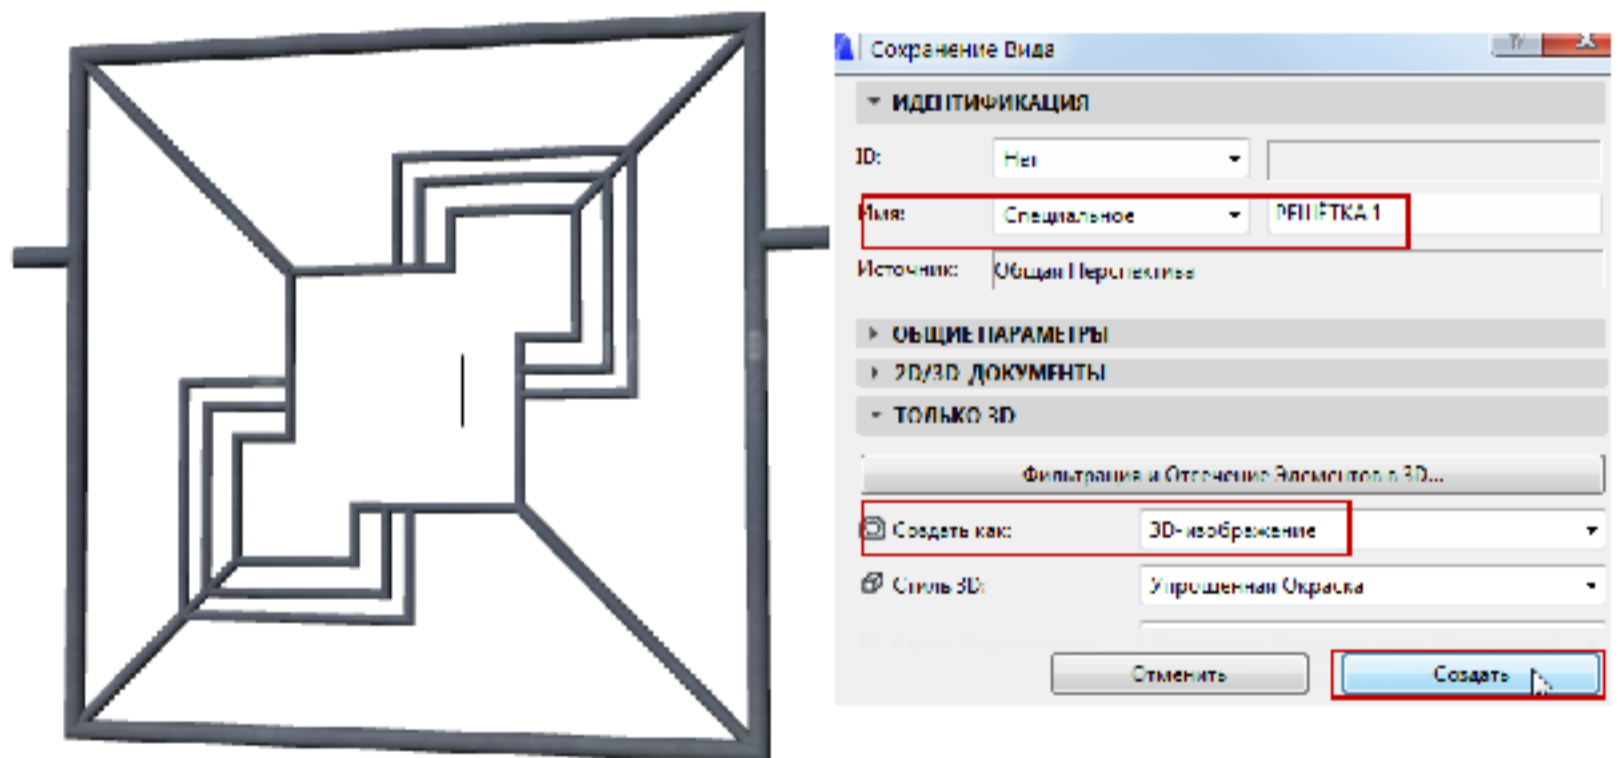 Сохранение Вида
ИДЕНТИФИКАЦИЯ
ID: Нет
Имя: Специальное РЕШЁТКА 1
Источник: Общая Перспектива
ОБЩИЕ ПАРАМЕТРЫ
2D/3D ДОКУМЕНТЫ
ТОЛЬКО 3D
Фильтрация и Отсечение Элементов в 3D...
Создать как: 3D-изображение
Стиль 3D: Упрощенная Окраска
Отменить Создать